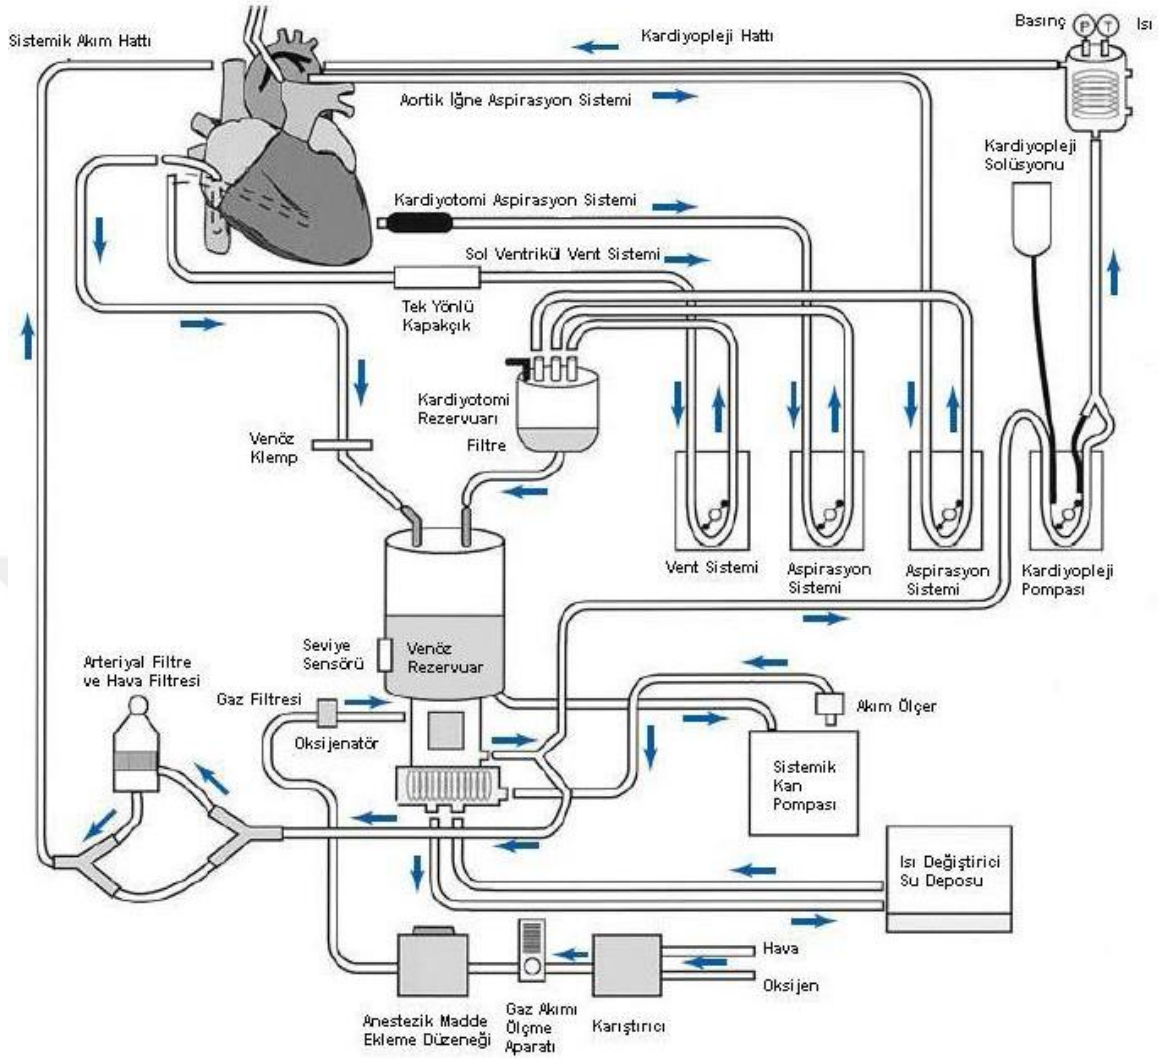 Sistemik Akım Hattı
Kardiyopleji Hattı
Basınç
P
T
Isı
Aortik İğne Aspirasyon Sistemi
Kardiyopleji
Solüsyonu
Kardiyotomi Aspirasyon Sistemi
Sol Ventrikül Vent Sistemi
Tek Yönlü
Kapakçık
Kardiyotomi
Rezervuarı
Filtre
Venöz
Klemp
Vent Sistemi
Aspirasyon
Sistemi
Aspirasyon
Sistemi
Kardiyopleji
Pompası
Seviye
Sensörü
Venöz
Rezervuar
Arteriyal Filtre
ve Hava Filtresi
Gaz Filtresi
Oksijenatör
Akım Ölçer
Sistemik
Kan
Pompası
Isı Değiştirici
Su Deposu
Hava
Oksijen
Anestezik Madde
Ekleme Düzeneği
Gaz Akımı
Ölçme
Aparatı
Karıştırıcı